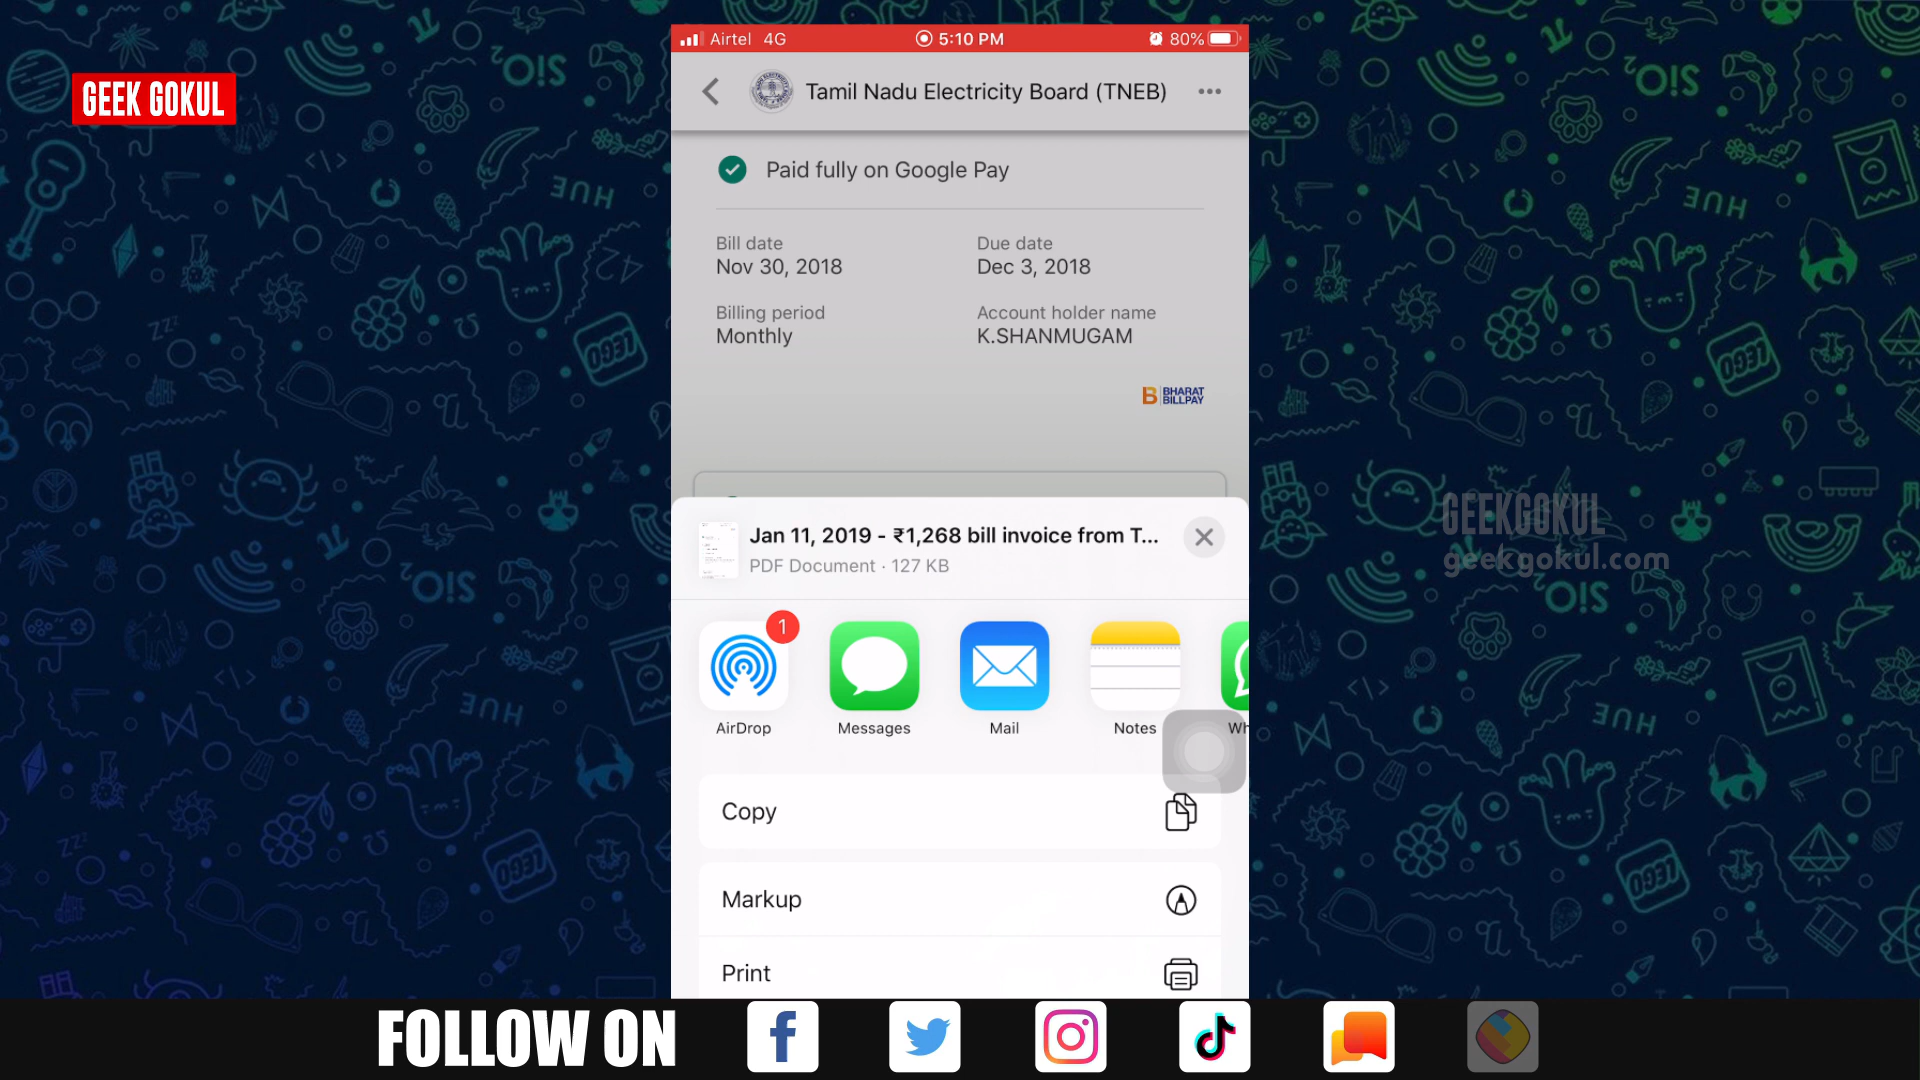 Airtel 4G 5:10 PM 80%
GEEK GOKUL
Tamil Nadu Electricity Board (TNEB)
Paid fully on Google Pay
Bill date
Nov 30, 2018
Due date
Dec 3, 2018
Billing period
Monthly
Account holder name
K.SHANMUGAM
BHARAT
BILLPAY
Jan 11, 2019 - ₹1,268 bill invoice from T...
PDF Document · 127 KB
GEEKGOKUL
geekgokul.com
1
AirDrop
Messages
Mail
Notes
Wh
Copy
Markup
Print
FOLLOW ON